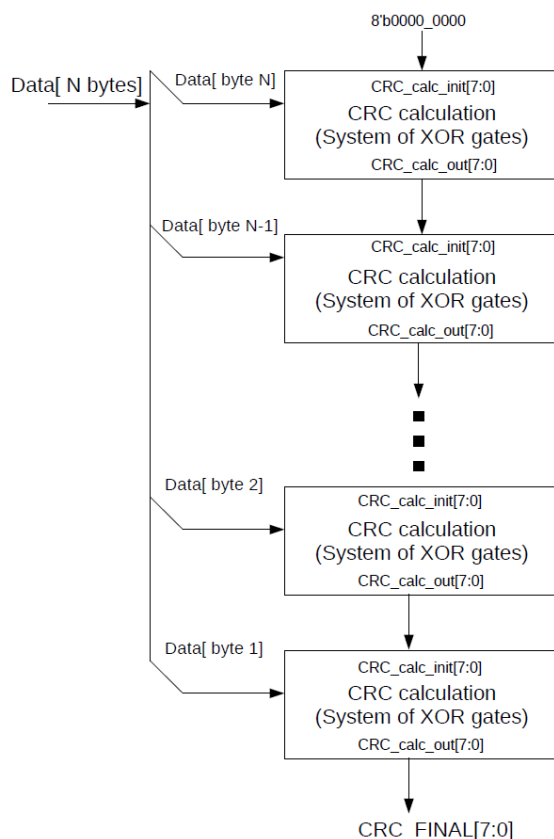 8'b0000_0000
Data[ N bytes]
Data[ byte N]
CRC_calc_init[7:0]
CRC calculation
(System of XOR gates)
CRC_calc_out[7:0]
Data[ byte N-1]
CRC_calc_init[7:0]
CRC calculation
(System of XOR gates)
CRC_calc_out[7:0]
Data[ byte 2]
CRC_calc_init[7:0]
CRC calculation
(System of XOR gates)
CRC_calc_out[7:0]
Data[ byte 1]
CRC_calc_init[7:0]
CRC calculation
(System of XOR gates)
CRC_calc_out[7:0]
CRC_FINAL[7:0]